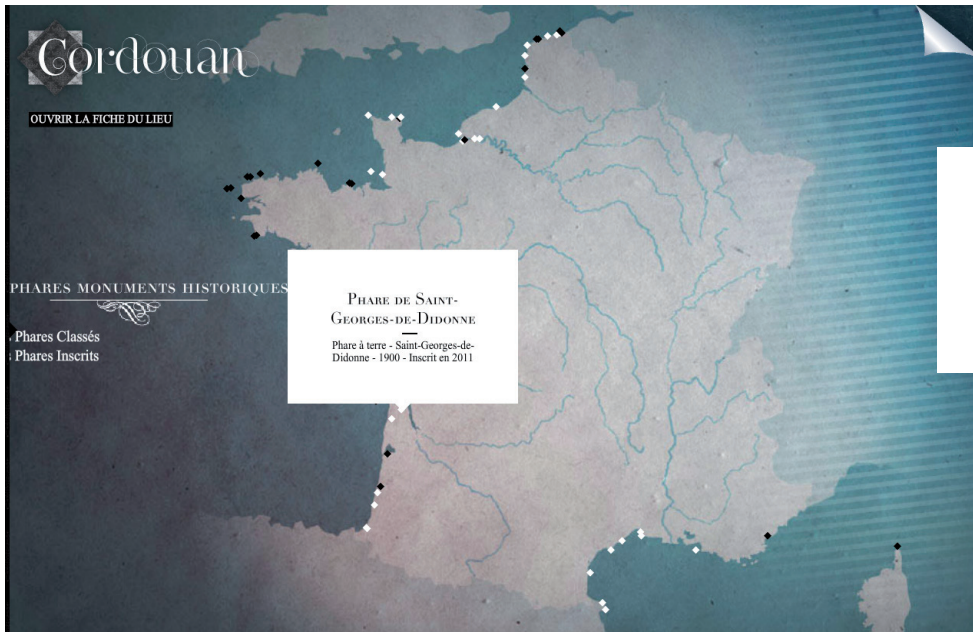 Cordouan
OUVRIR LA FICHE DU LIEU
PHARES MONUMENTS HISTORIQUES
Phares Classés
Phares Inscrits
PHARE DE SAINT-
GEORGES-DE-DIDONNE
Phare à terre - Saint-Georges-de-
Didonne - 1900 - Inscrit en 2011